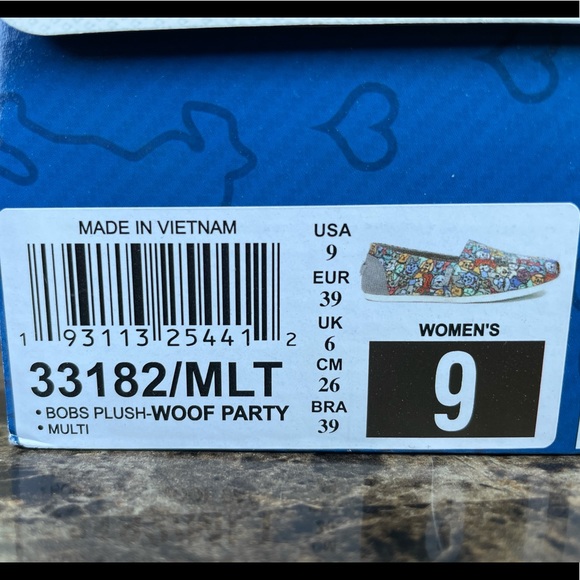 MADE IN VIETNAM
1 93113 25441 2
33182/MLT
• BOBS PLUSH-WOOF PARTY
• MULTI
USA
9
EUR
39
UK
6
CM
26
BRA
39
WOMEN'S
9